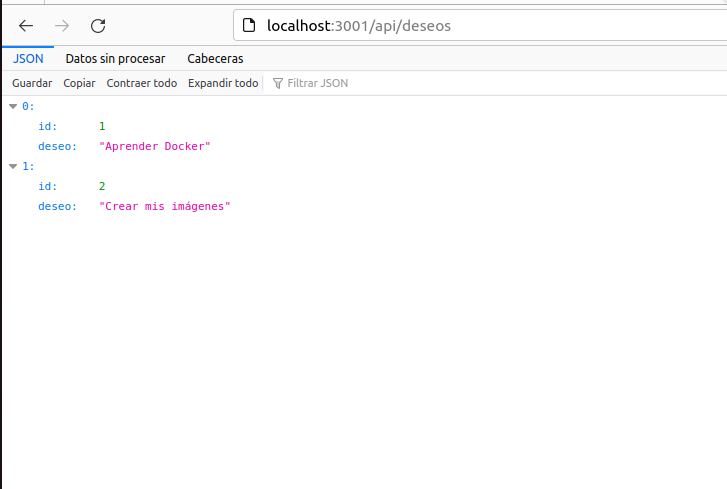 localhost:3001/api/deseos
JSON Datos sin procesar Cabeceras
Guardar Copiar Contraer todo Expandir todo Filtrar JSON
0:
id: 1
deseo: "Aprender Docker"
1:
id: 2
deseo: "Crear mis imágenes"